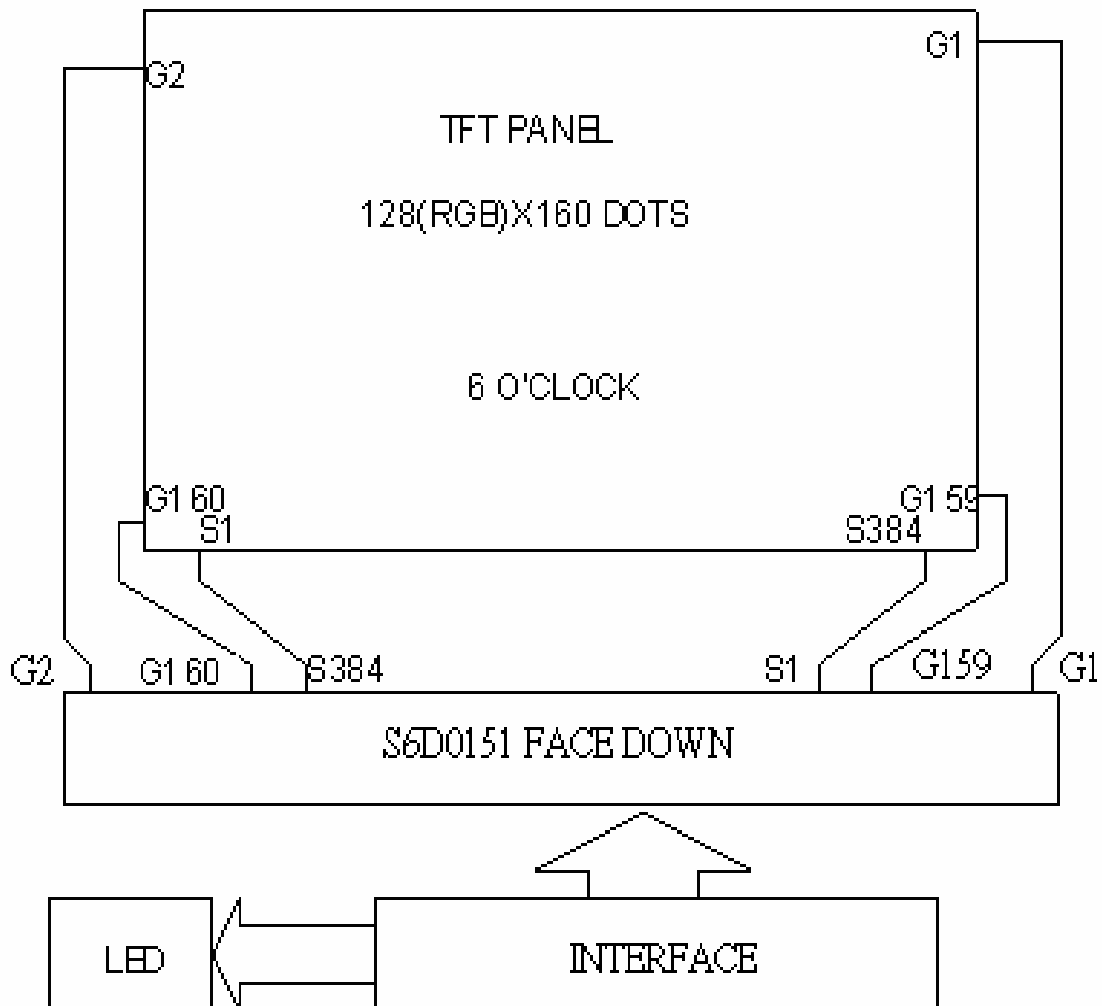 G1
G2
TFT PANEL
128(RGB)X160 DOTS
6 O'CLOCK
G1 60
G1 59
S1
S384
G2
G1 60
S384
S1
G159
G1
S6D0151 FACE DOWN
LED
INTERFACE